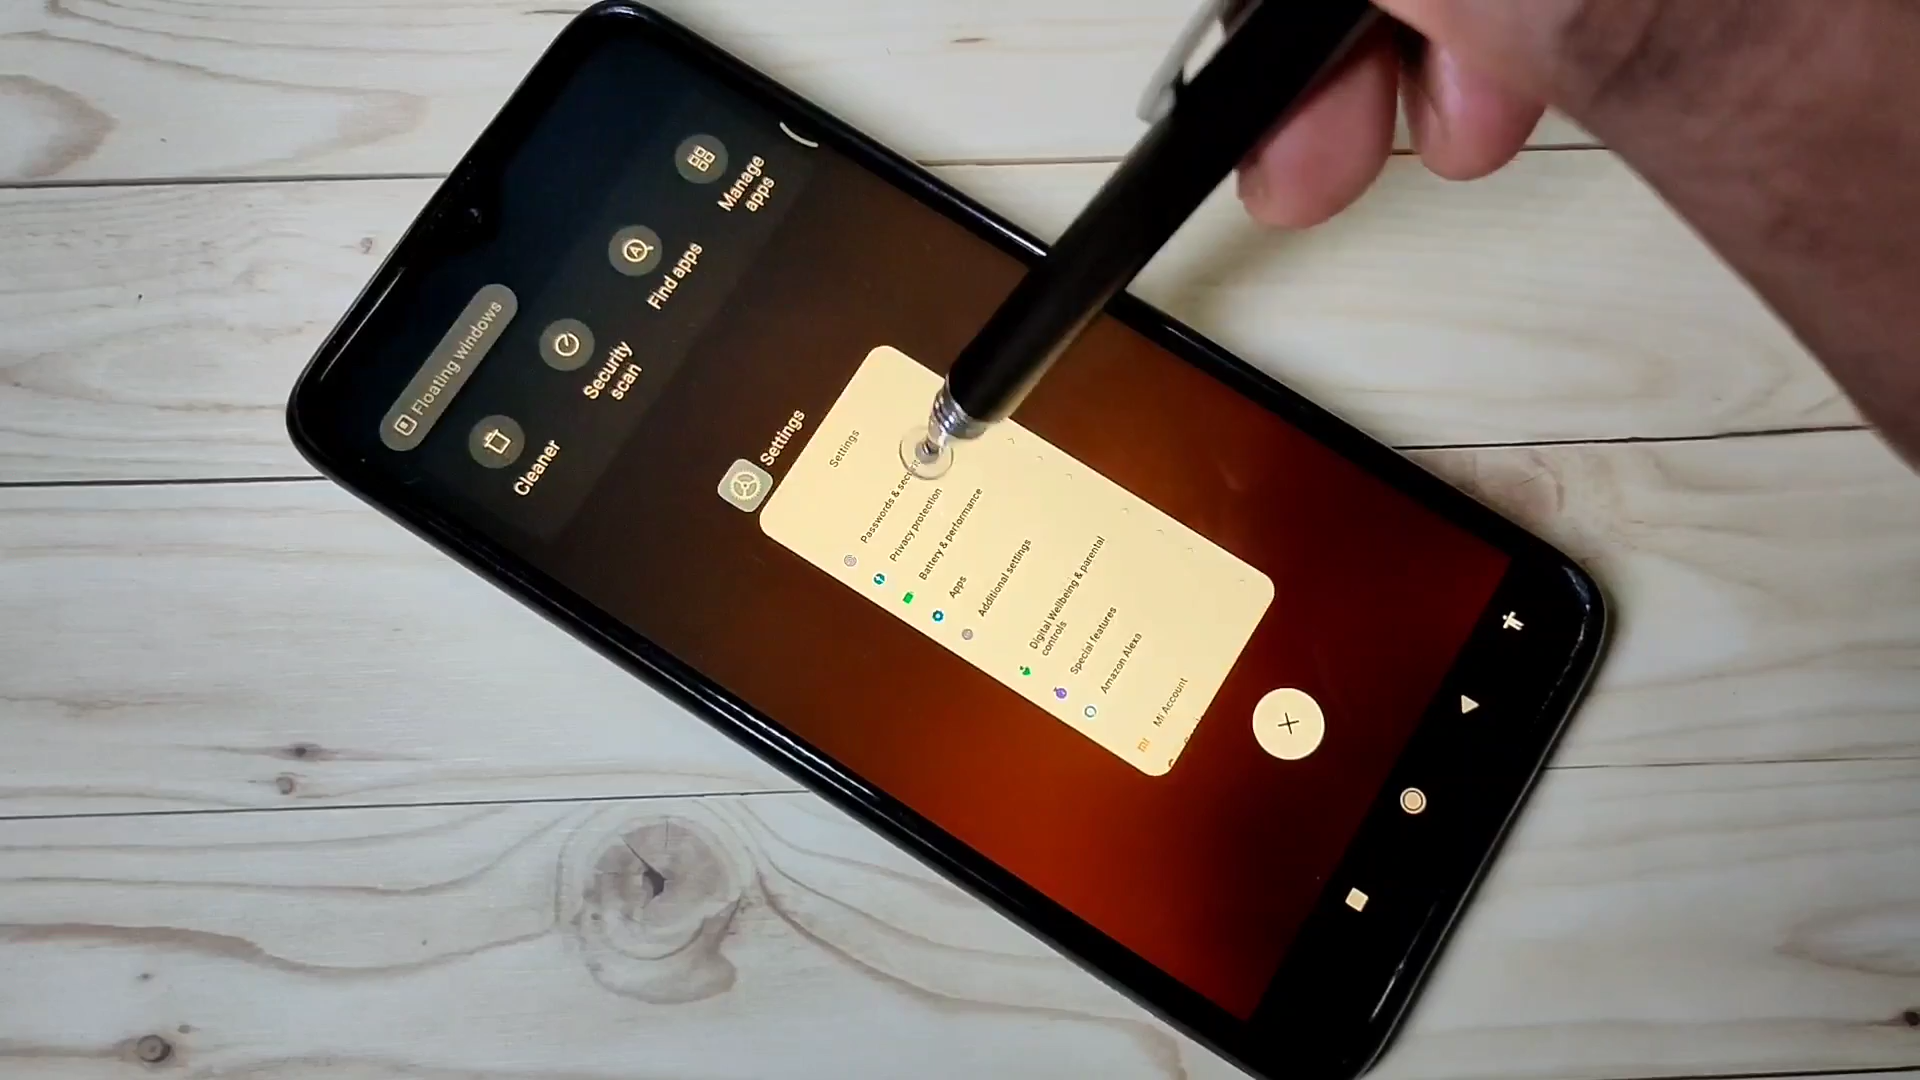 Floating windows
Cleaner
Security
scan
Find apps
Manage
apps
Settings
Settings
Passwords &
Privacy protection
Battery & performance
Apps
Additional settings
Digital Wellbeing & parental
controls
Special features
Amazon Alexa
mi
Mi Account